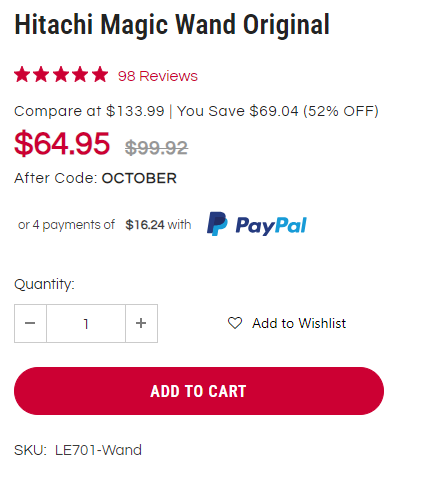 Hitachi Magic Wand Original
98 Reviews
Compare at $133.99 | You Save $69.04 (52% OFF)
$64.95 $99.92
After Code: OCTOBER
or 4 payments of $16.24 with PayPal
Quantity:
− 1 +
Add to Wishlist
ADD TO CART
SKU: LE701-Wand